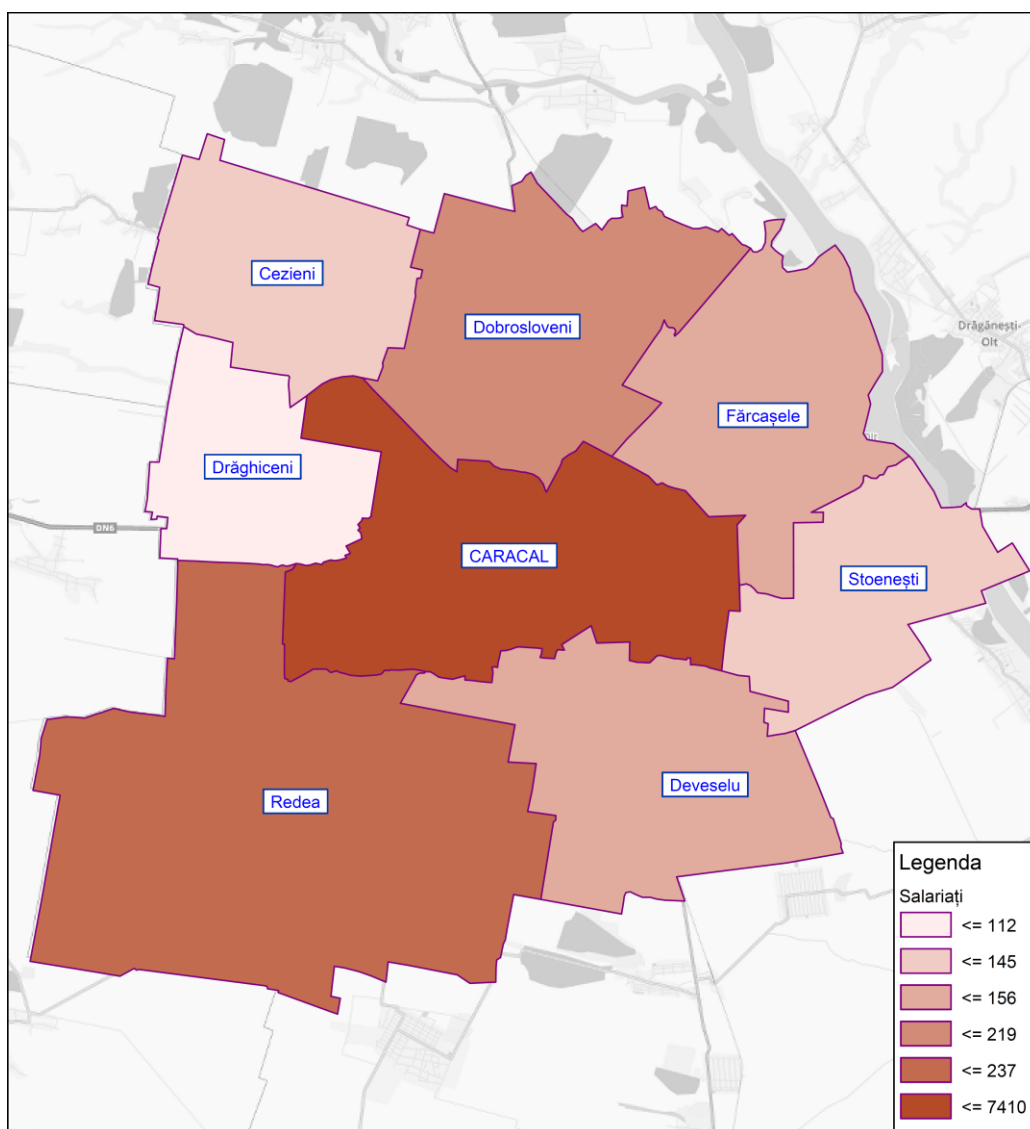 Cezieni
Dobrosloveni
Drăgănești-
Olt
Fărcașele
Drăghiceni
DN6
CARACAL
Stoenești
Deveselu
Redea
Legenda
Salariați
<= 112
<= 145
<= 156
<= 219
<= 237
<= 7410